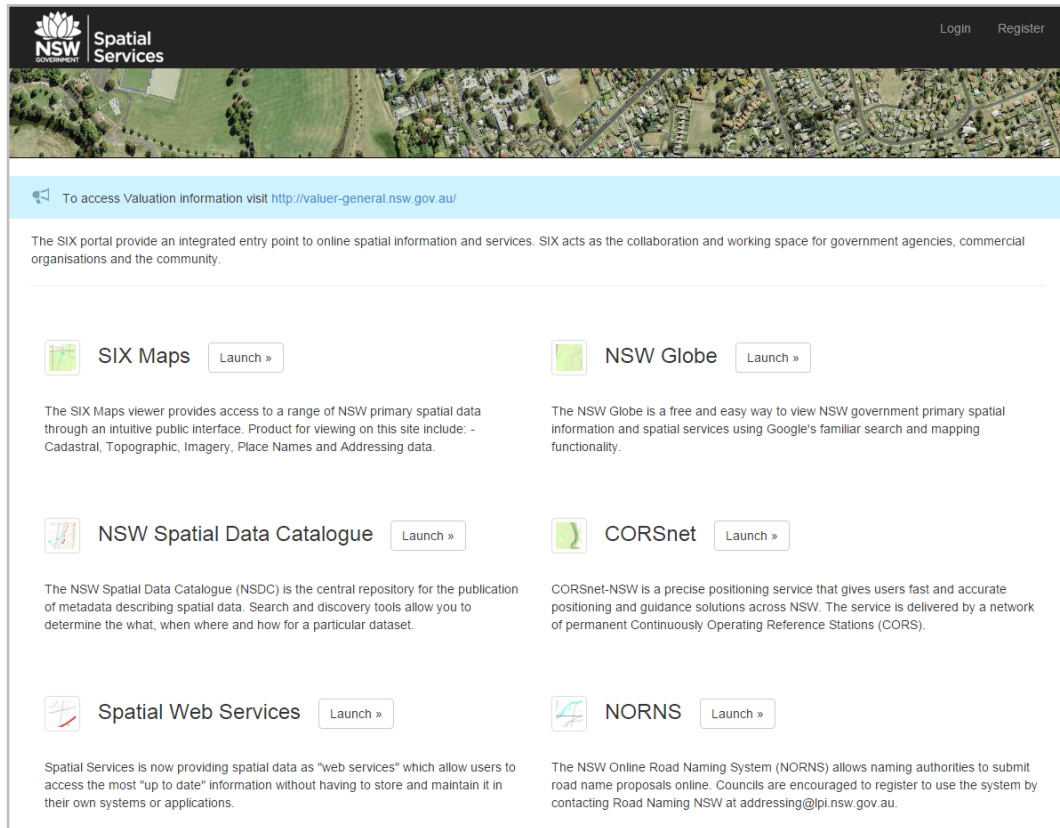 NSW
GOVERNMENT
Spatial
Services
Login Register
To access Valuation information visit http://valuer-general.nsw.gov.au/
The SIX portal provide an integrated entry point to online spatial information and services. SIX acts as the collaboration and working space for government agencies, commercial
organisations and the community.
SIX Maps Launch »
The SIX Maps viewer provides access to a range of NSW primary spatial data
through an intuitive public interface. Product for viewing on this site include: -
Cadastral, Topographic, Imagery, Place Names and Addressing data.
NSW Globe Launch »
The NSW Globe is a free and easy way to view NSW government primary spatial
information and spatial services using Google's familiar search and mapping
functionality.
NSW Spatial Data Catalogue Launch »
The NSW Spatial Data Catalogue (NSDC) is the central repository for the publication
of metadata describing spatial data. Search and discovery tools allow you to
determine the what, when where and how for a particular dataset.
CORSnet Launch »
CORSnet-NSW is a precise positioning service that gives users fast and accurate
positioning and guidance solutions across NSW. The service is delivered by a network
of permanent Continuously Operating Reference Stations (CORS).
Spatial Web Services Launch »
Spatial Services is now providing spatial data as "web services" which allow users to
access the most "up to date" information without having to store and maintain it in
their own systems or applications.
NORNS Launch »
The NSW Online Road Naming System (NORNS) allows naming authorities to submit
road name proposals online. Councils are encouraged to register to use the system by
contacting Road Naming NSW at addressing@lpi.nsw.gov.au.